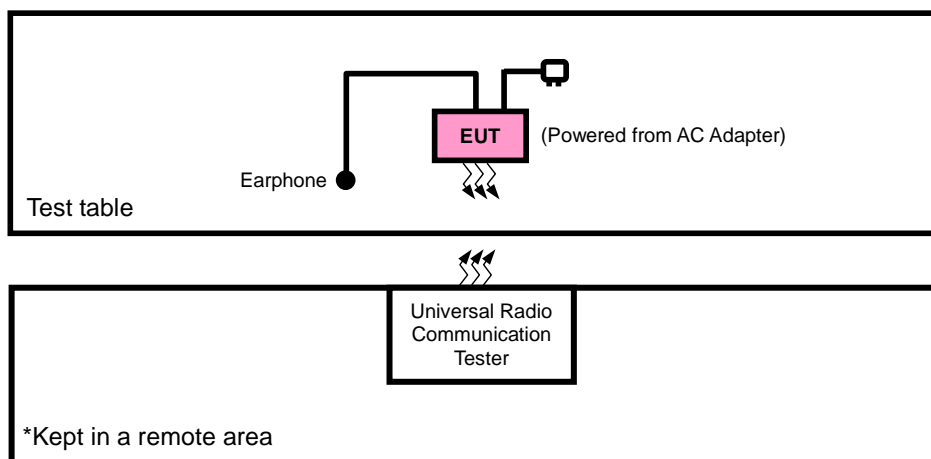 EUT
(Powered from AC Adapter)
Earphone
Test table
Universal Radio
Communication
Tester
*Kept in a remote area